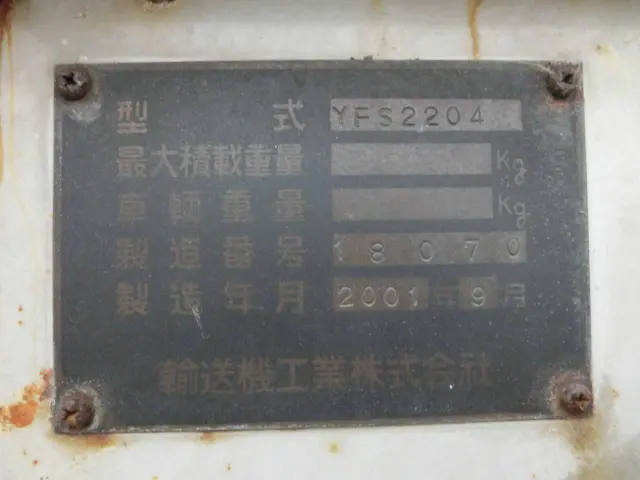 型式 YFS2204
最大積載重量 Kg
車輌重量 Kg
製造番号 18070
製造年月 2001年9月
輸送機工業株式会社